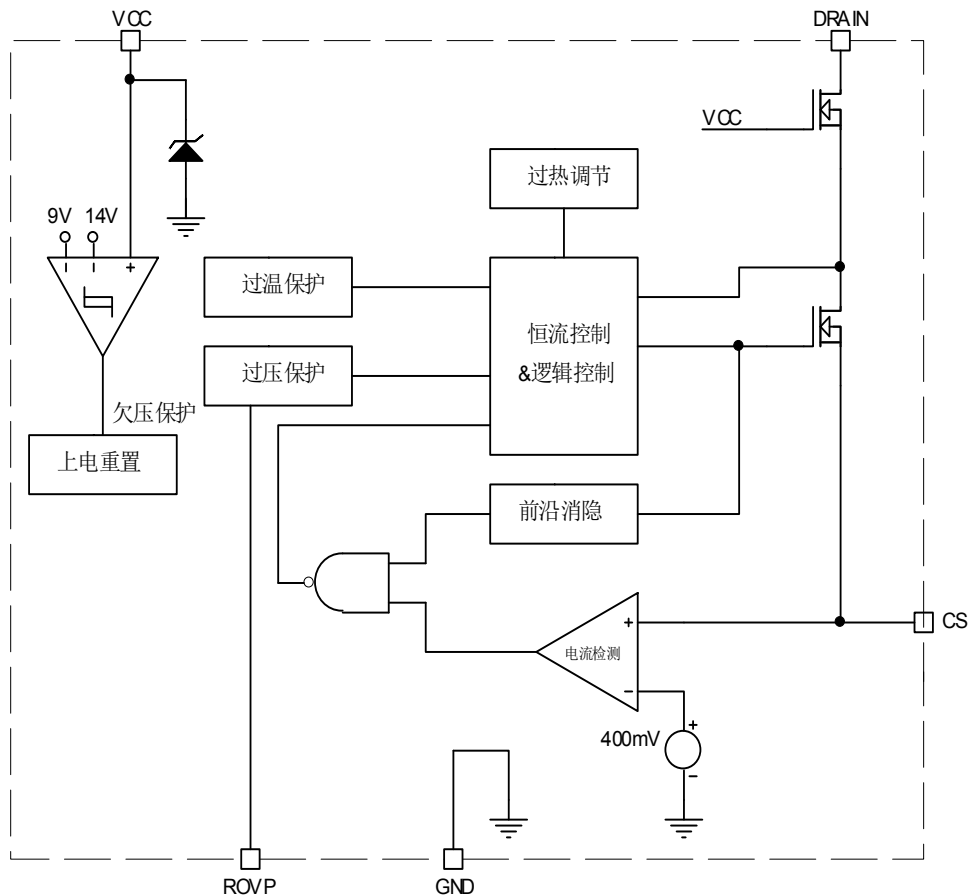 VCC
DRAIN
VCC
过热调节
9V 14V
过温保护
恒流控制
&逻辑控制
过压保护
欠压保护
上电重置
前沿消隐
CS
电流检测
400mV
ROVP
GND